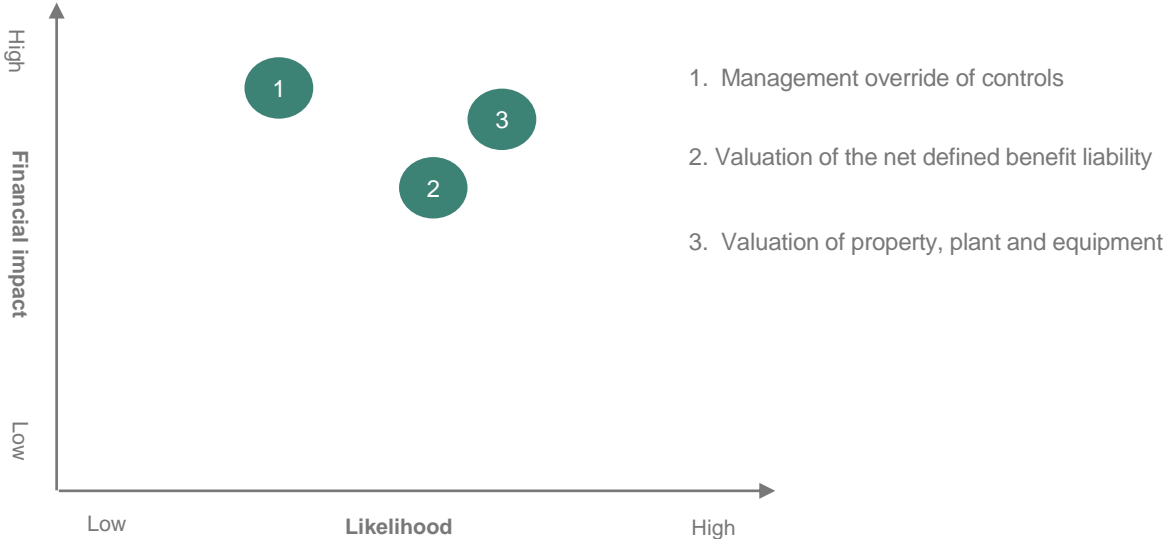 High
Financial impact
Low
1
3
2
Low
Likelihood
High
1. Management override of controls
2. Valuation of the net defined benefit liability
3. Valuation of property, plant and equipment